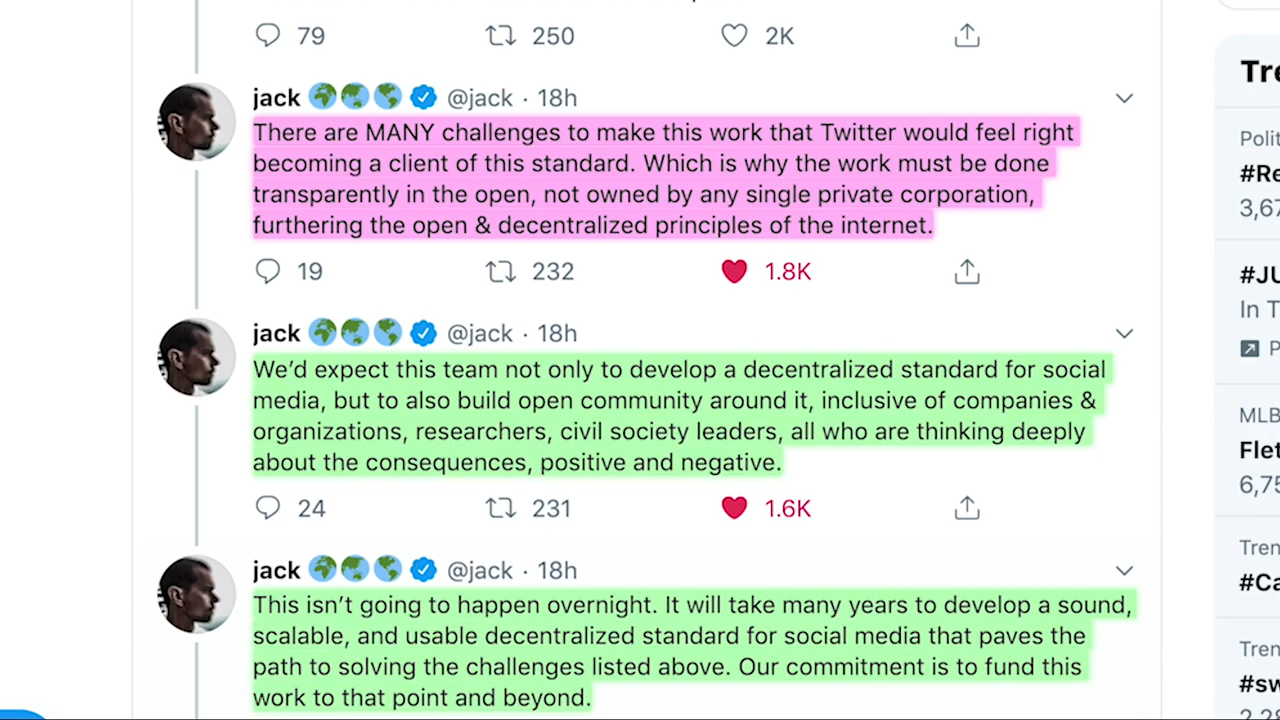 79 250 2K
jack @jack · 18h
There are MANY challenges to make this work that Twitter would feel right
becoming a client of this standard. Which is why the work must be done
transparently in the open, not owned by any single private corporation,
furthering the open & decentralized principles of the internet.
19 232 1.8K
jack @jack · 18h
We’d expect this team not only to develop a decentralized standard for social
media, but to also build open community around it, inclusive of companies &
organizations, researchers, civil society leaders, all who are thinking deeply
about the consequences, positive and negative.
24 231 1.6K
jack @jack · 18h
This isn’t going to happen overnight. It will take many years to develop a sound,
scalable, and usable decentralized standard for social media that paves the
path to solving the challenges listed above. Our commitment is to fund this
work to that point and beyond.
Tre
Polit
#Re
3,67
#JU
In T
P
MLB
Flet
6,75
Tren
#Ca
Tren
#sw